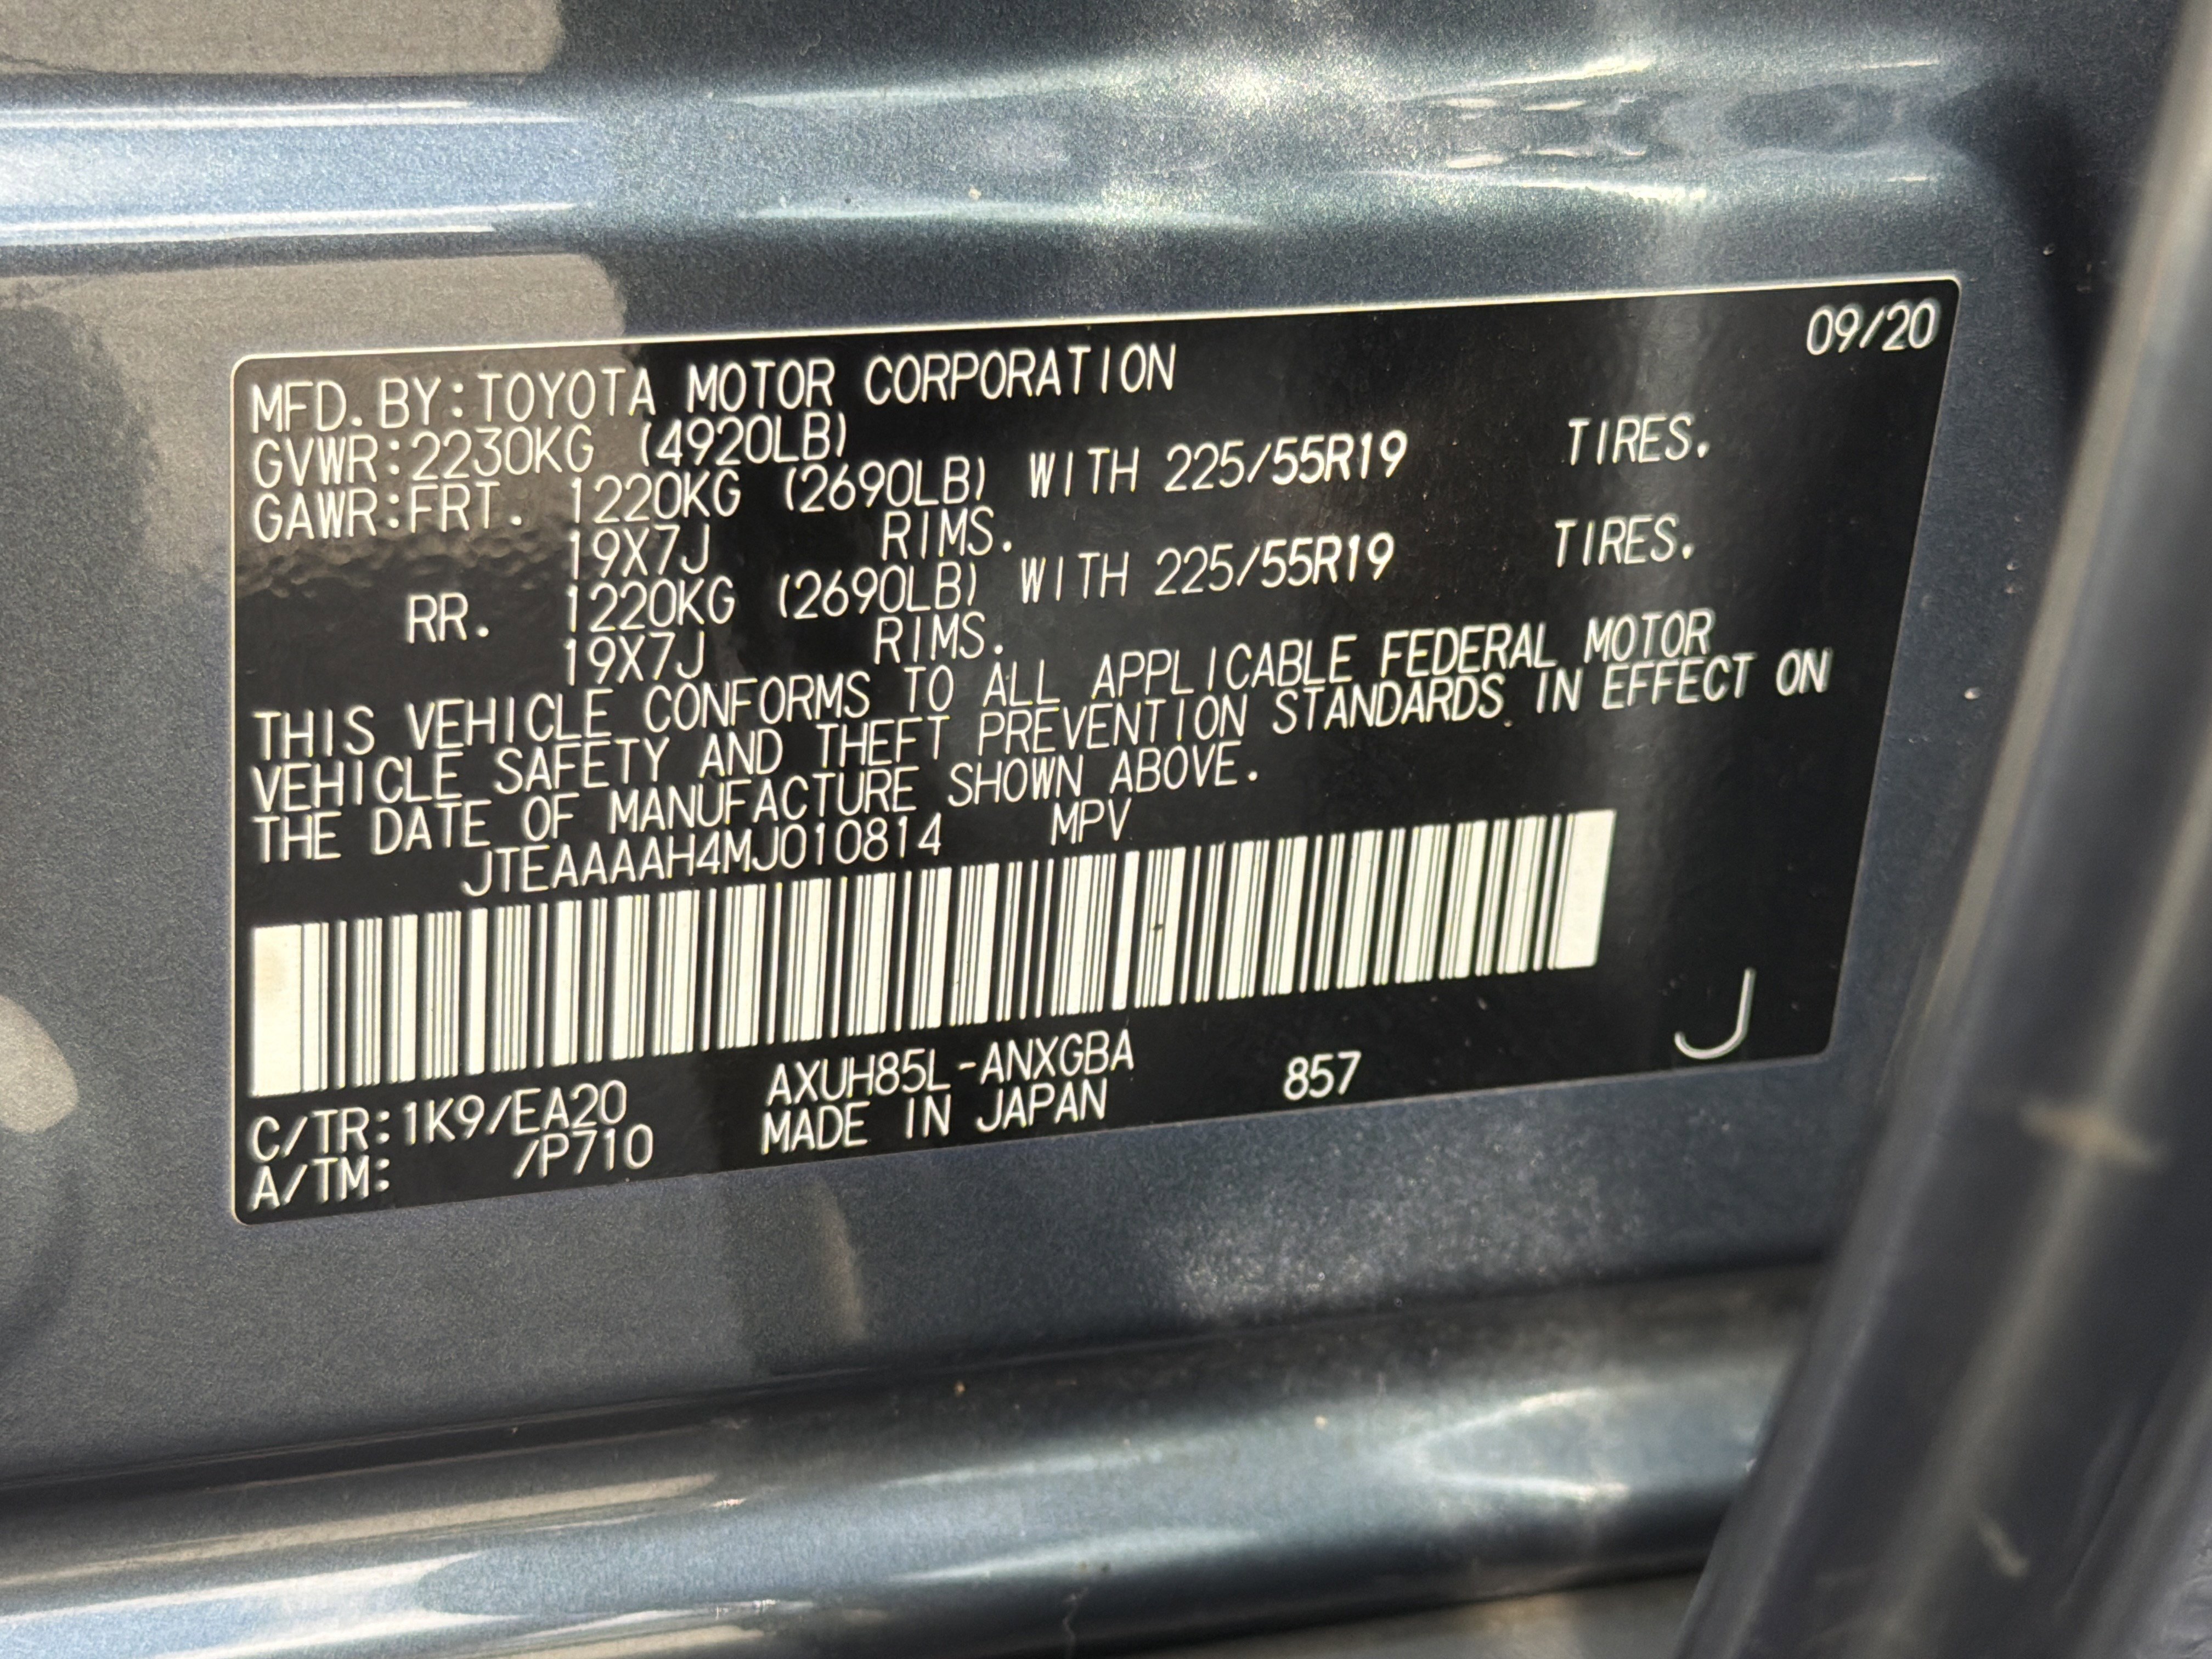 09/20
MFD.BY:TOYOTA MOTOR CORPORATION
GVWR:2230KG (4920LB)
GAWR:FRT. 1220KG (2690LB) WITH 225/55R19 TIRES.
19X7J RIMS.
RR. 1220KG (2690LB) WITH 225/55R19 TIRES.
19X7J RIMS.
THIS VEHICLE CONFORMS TO ALL APPLICABLE FEDERAL MOTOR
VEHICLE SAFETY AND THEFT PREVENTION STANDARDS IN EFFECT ON
THE DATE OF MANUFACTURE SHOWN ABOVE.
JTEAAAAH4MJ010814 MPV
C/TR:1K9/EA20 AXUH85L-ANXGBA 857 J
A/TM: /P710 MADE IN JAPAN